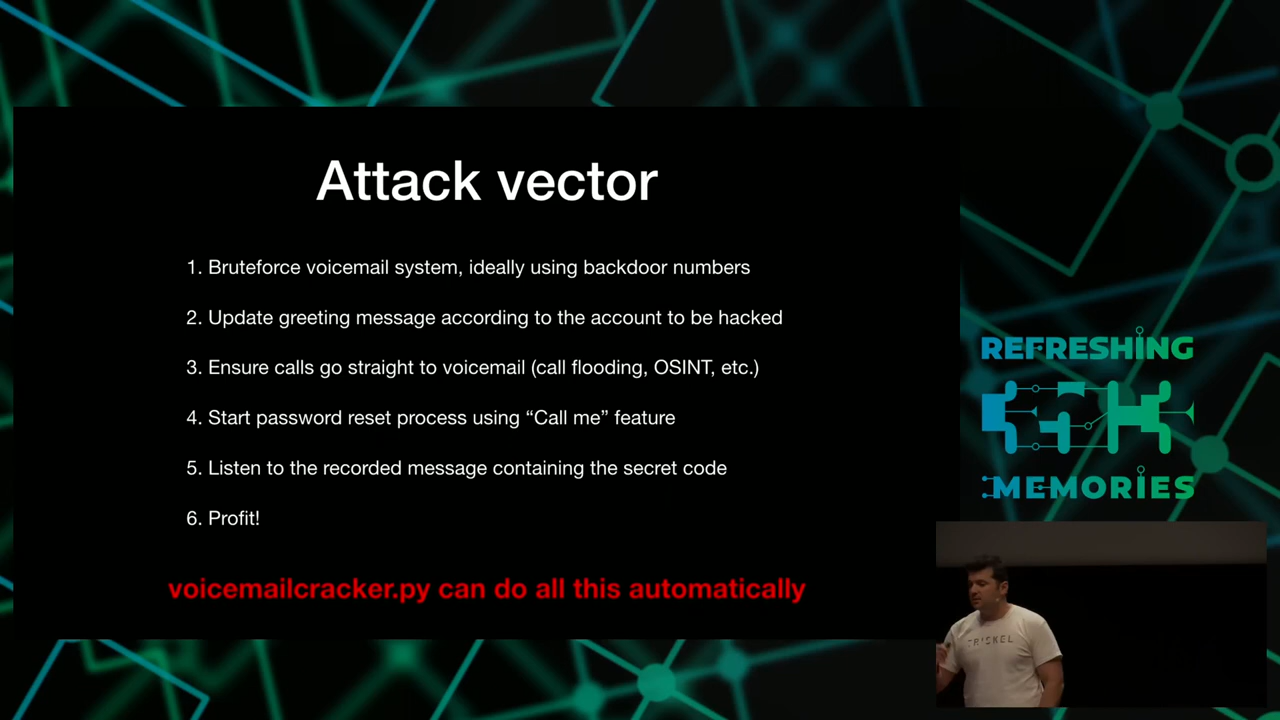 Attack vector
1. Bruteforce voicemail system, ideally using backdoor numbers
2. Update greeting message according to the account to be hacked
3. Ensure calls go straight to voicemail (call flooding, OSINT, etc.)
4. Start password reset process using “Call me” feature
5. Listen to the recorded message containing the secret code
6. Profit!
voicemailcracker.py can do all this automatically
REFRESHING
MEMORIES